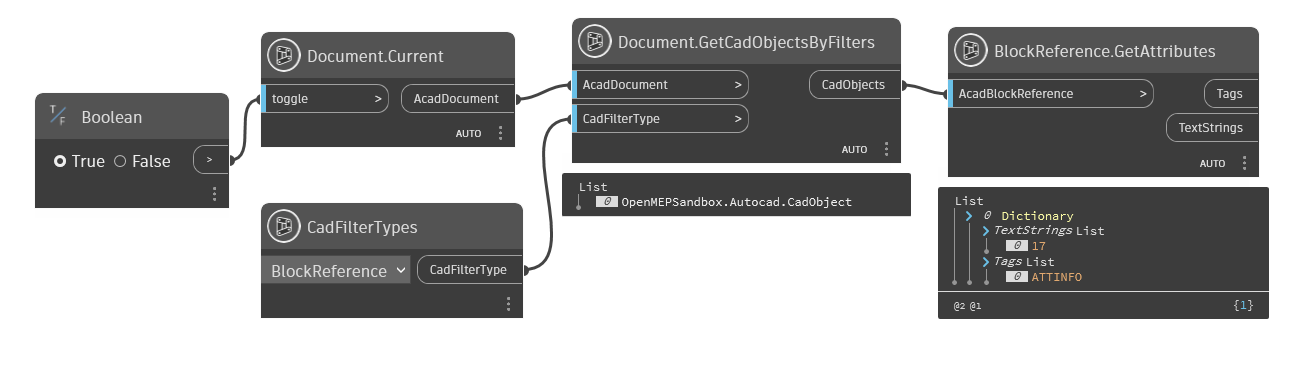 Boolean
True False >
Document.Current
toggle > AcadDocument
AUTO
CadFilterTypes
BlockReference CadFilterType
Document.GetCadObjectsByFilters
AcadDocument > CadObjects
CadFilterType >
AUTO
List
0 OpenMEPSandbox.Autocad.CadObject
BlockReference.GetAttributes
AcadBlockReference > Tags
TextStrings
AUTO
List
0 Dictionary
TextStrings List
0 17
Tags List
0 ATTINFO
@2 @1 {1}